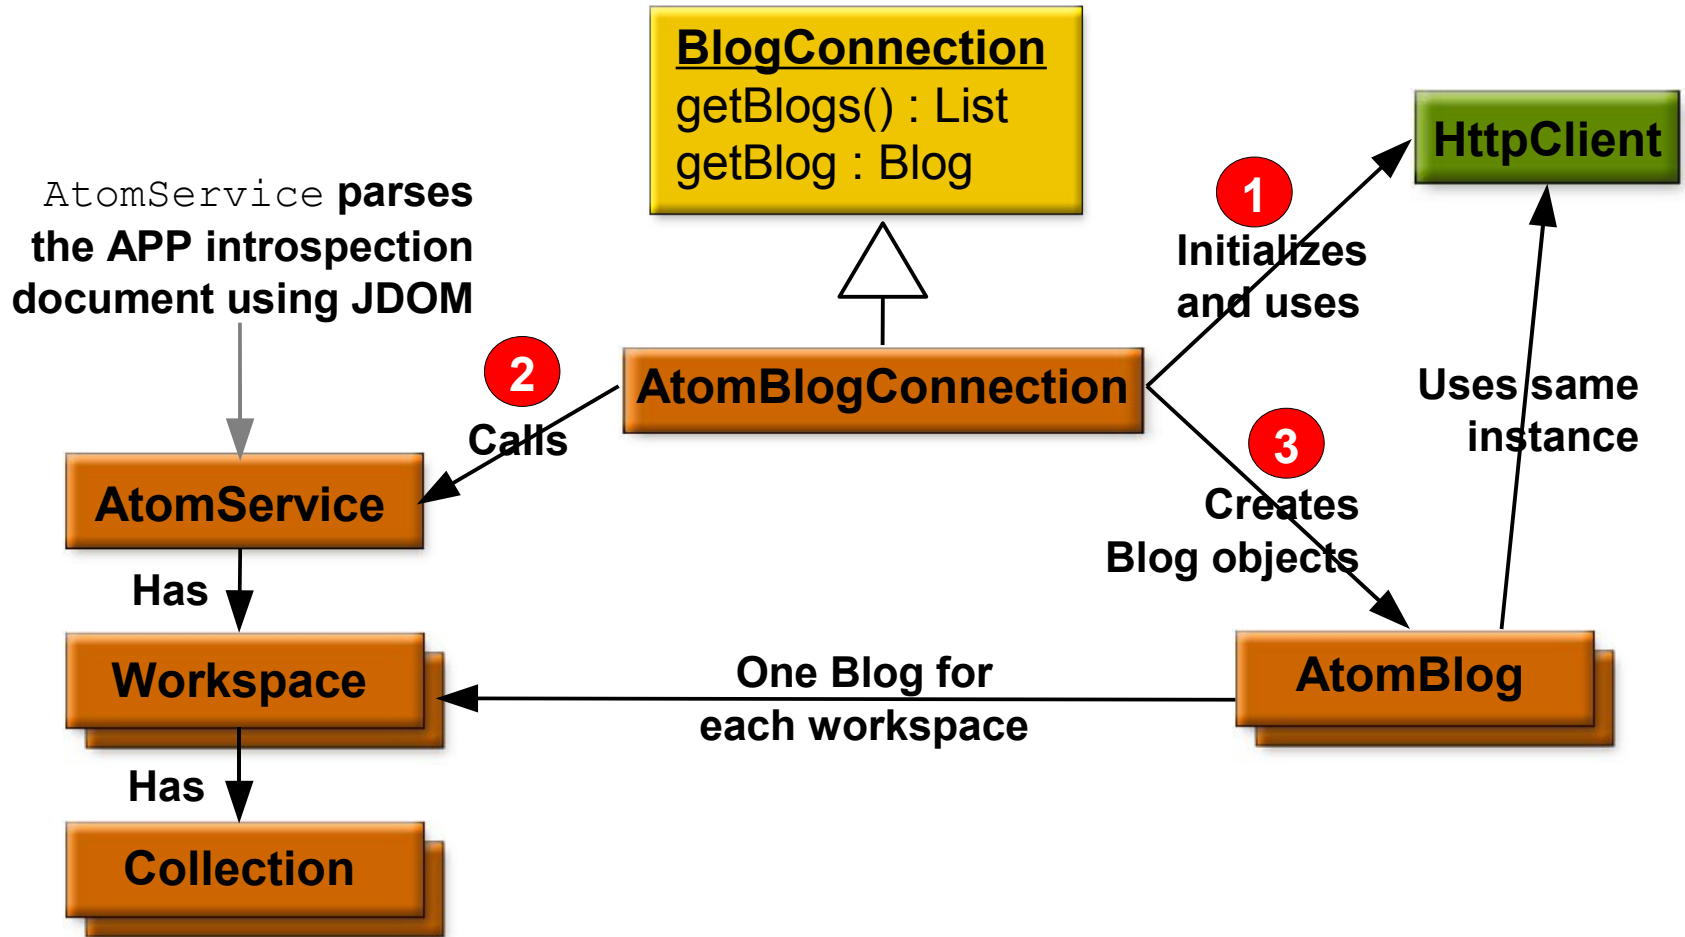 BlogConnection
getBlogs() : List
getBlog : Blog
HttpClient
AtomService parses
the APP introspection
document using JDOM
1
Initializes
and uses
2
Calls
AtomBlogConnection
Uses same
instance
3
Creates
Blog objects
AtomService
Has
Workspace
One Blog for
each workspace
AtomBlog
Has
Collection